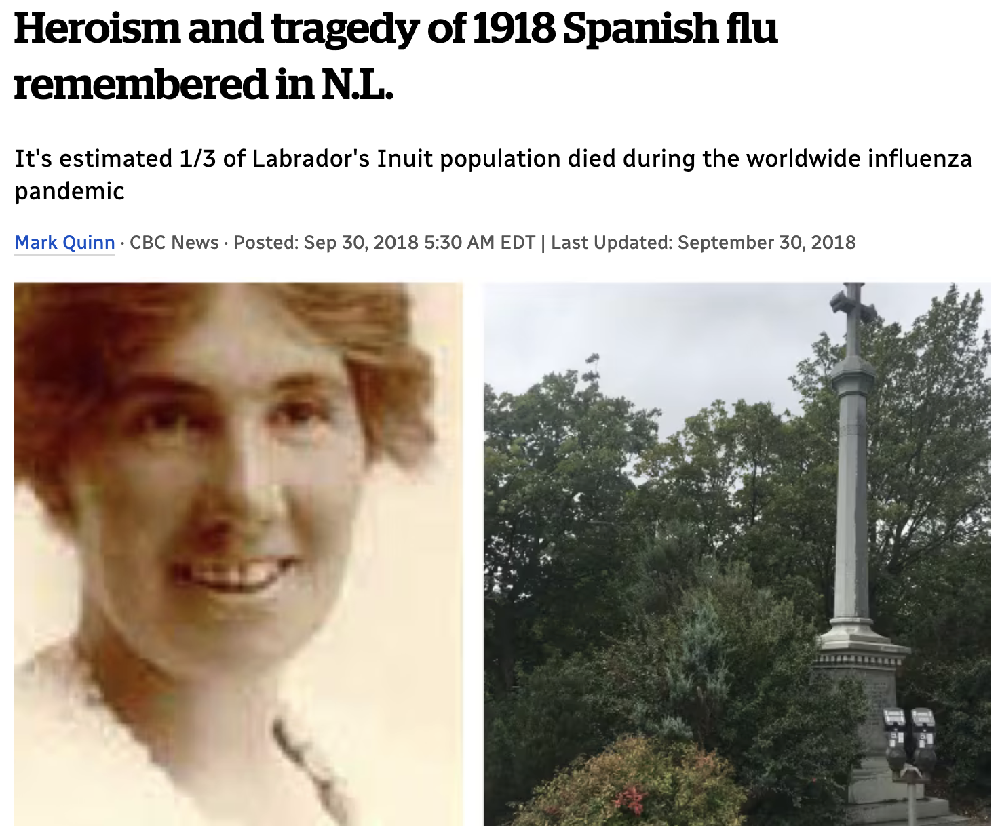 Heroism and tragedy of 1918 Spanish flu
remembered in N.L.
It's estimated 1/3 of Labrador's Inuit population died during the worldwide influenza
pandemic
Mark Quinn · CBC News · Posted: Sep 30, 2018 5:30 AM EDT | Last Updated: September 30, 2018